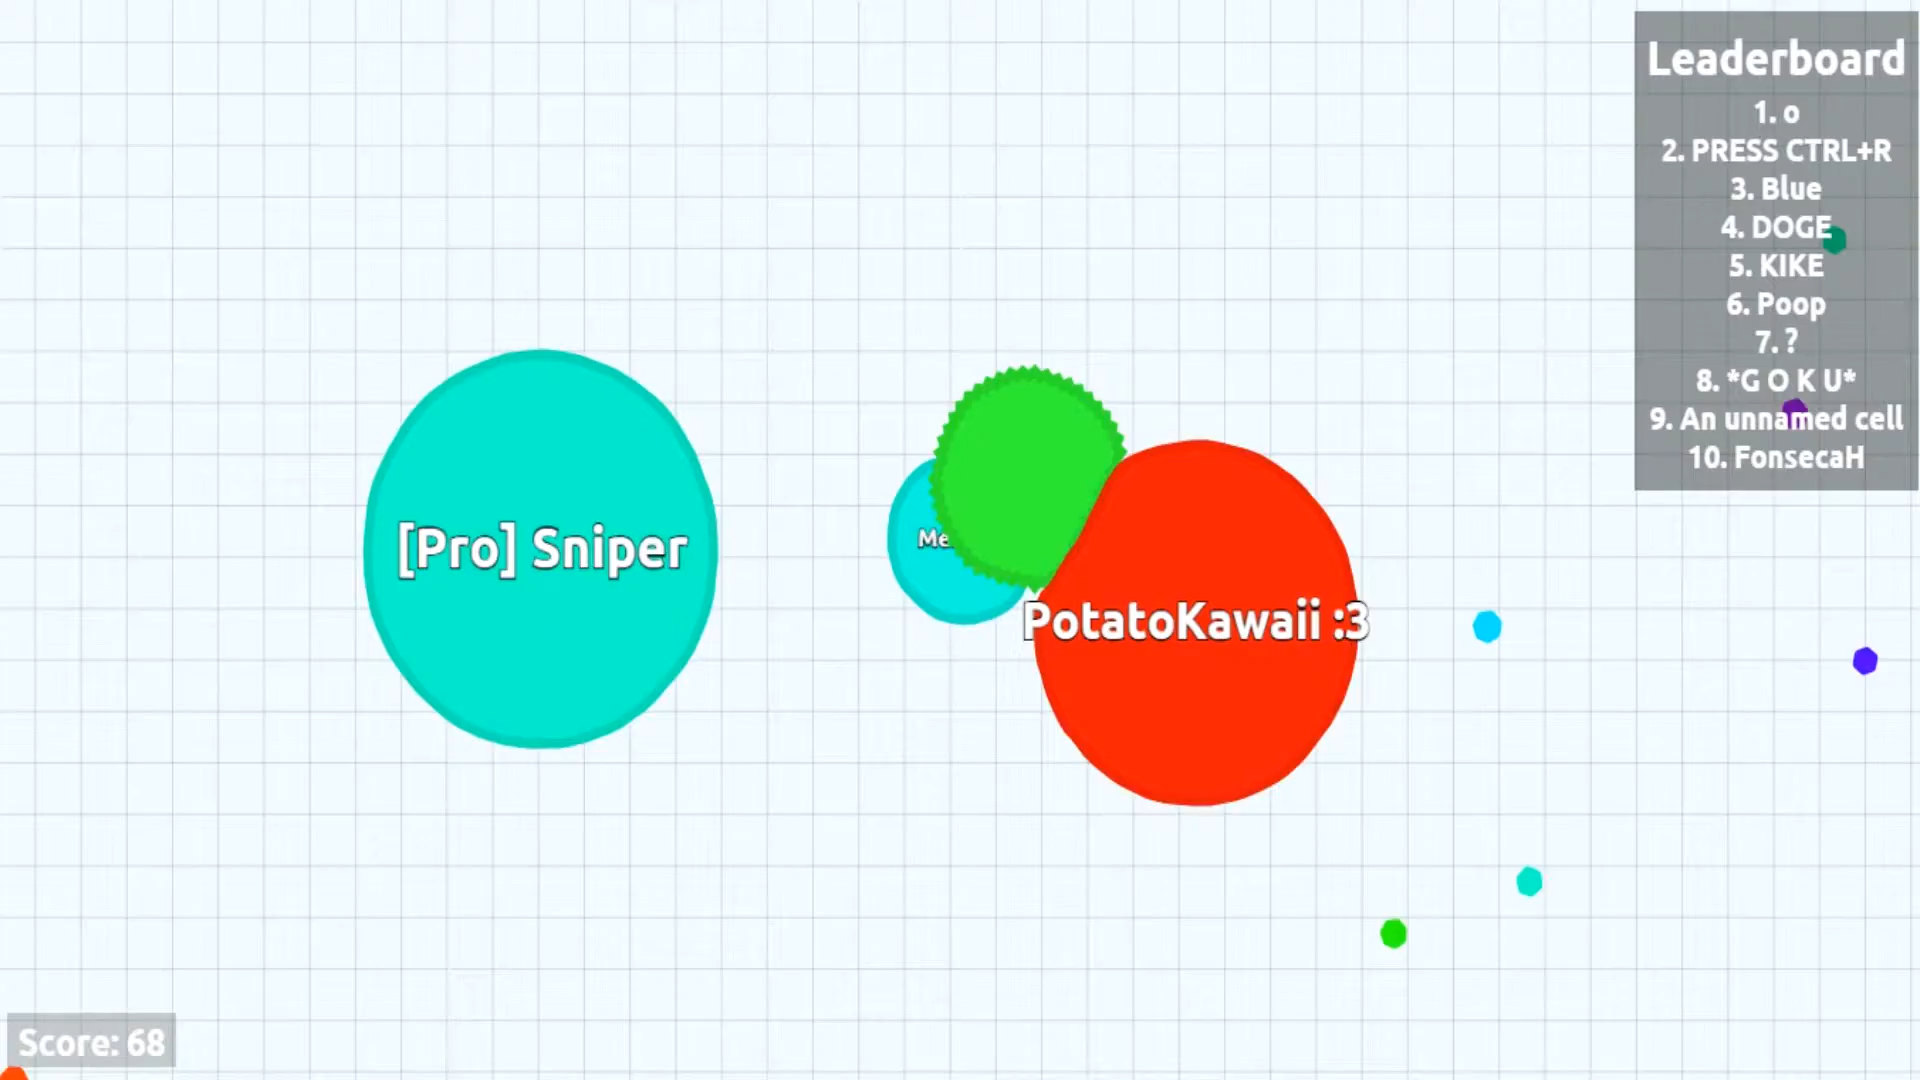 Leaderboard
1. o
2. PRESS CTRL+R
3. Blue
4. DOGE
5. KIKE
6. Poop
7. ?
8. *G O K U*
9. An unnamed cell
10. FonsecaH
[Pro] Sniper
PotatoKawaii :3
Score: 68